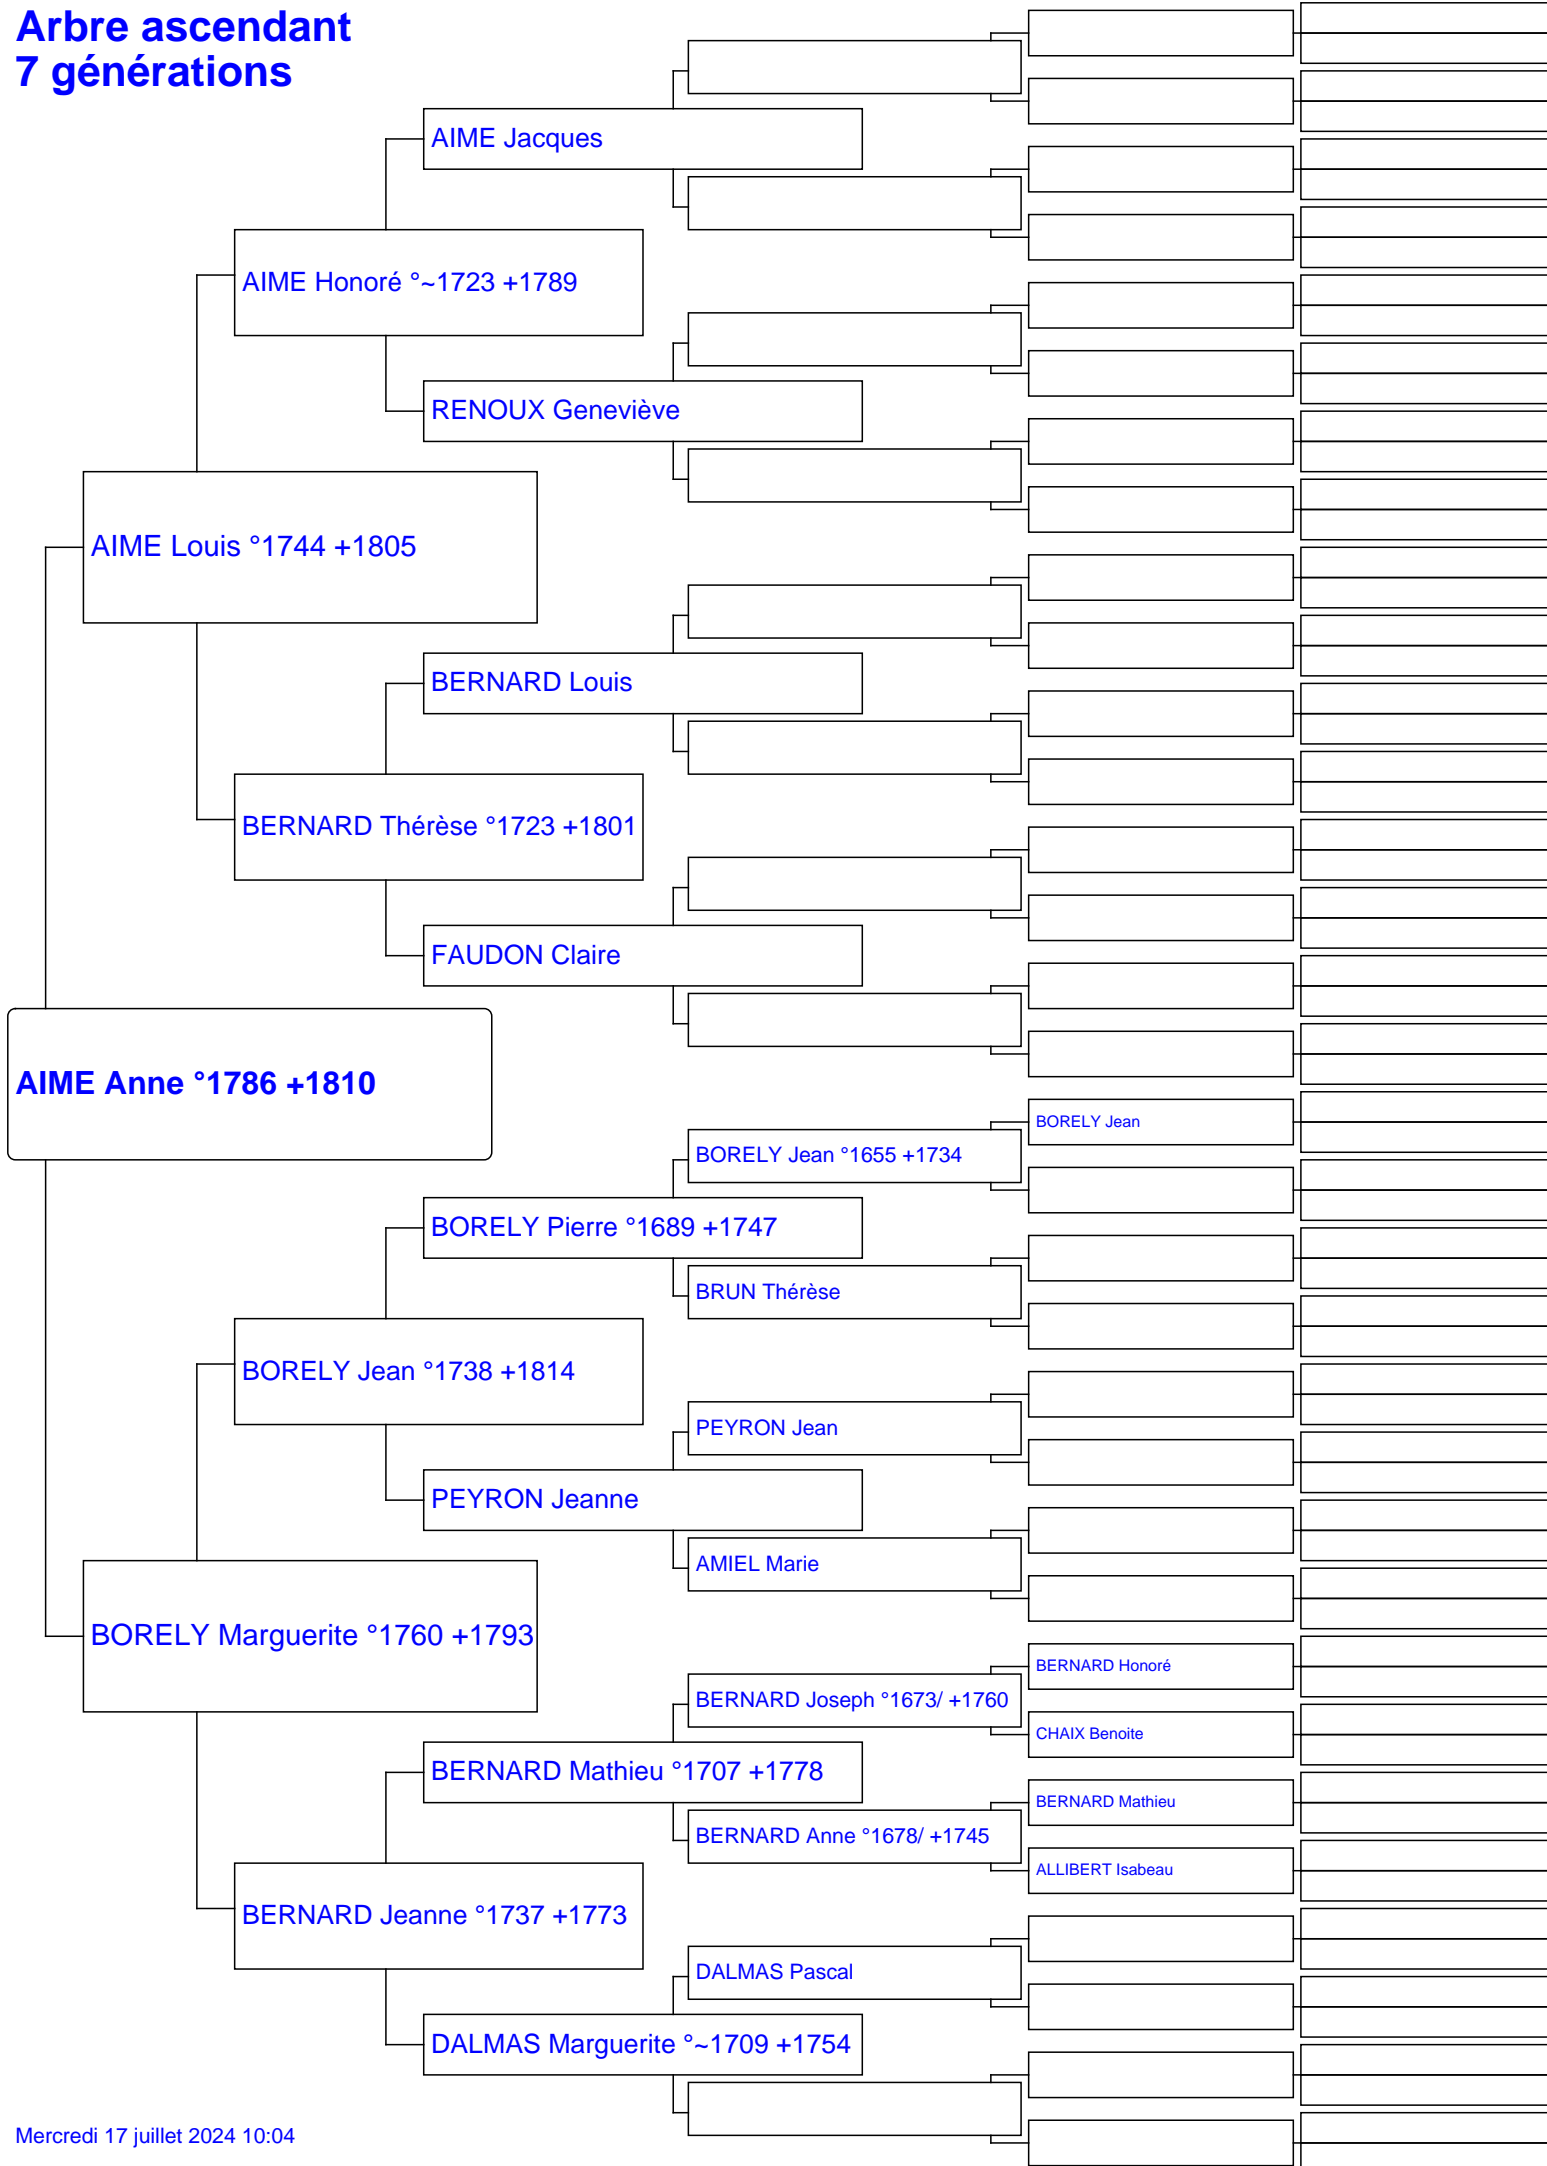 Arbre ascendant
7 générations
AIME Jacques
AIME Honoré °~1723 +1789
RENOUX Geneviève
AIME Louis °1744 +1805
BERNARD Louis
BERNARD Thérèse °1723 +1801
FAUDON Claire
AIME Anne °1786 +1810
BORELY Jean
BORELY Jean °1655 +1734
BORELY Pierre °1689 +1747
BRUN Thérèse
BORELY Jean °1738 +1814
PEYRON Jean
PEYRON Jeanne
AMIEL Marie
BORELY Marguerite °1760 +1793
BERNARD Honoré
BERNARD Joseph °1673/ +1760
CHAIX Benoite
BERNARD Mathieu °1707 +1778
BERNARD Mathieu
BERNARD Anne °1678/ +1745
ALLIBERT Isabeau
BERNARD Jeanne °1737 +1773
DALMAS Pascal
DALMAS Marguerite °~1709 +1754
Mercredi 17 juillet 2024 10:04